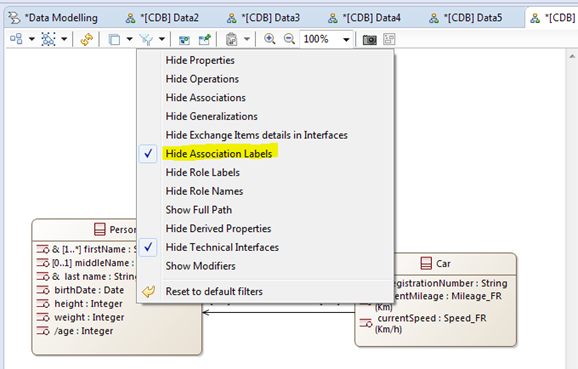 *Data Modelling *[CDB] Data2 *[CDB] Data3 *[CDB] Data4 *[CDB] Data5 *[CDB]
100%
Hide Properties
Hide Operations
Hide Associations
Hide Generalizations
Hide Exchange Items details in Interfaces
Hide Association Labels
Hide Role Labels
Hide Role Names
Show Full Path
Hide Derived Properties
Hide Technical Interfaces
Show Modifiers
Reset to default filters
Person
& [1..*] firstName : S
[0..1] middleName :
& last name : String
birthDate : Date
height : Integer
weight : Integer
/age : Integer
Car
egistrationNumber : String
entMileage : Mileage_FR
(Km)
currentSpeed : Speed_FR
(Km/h)